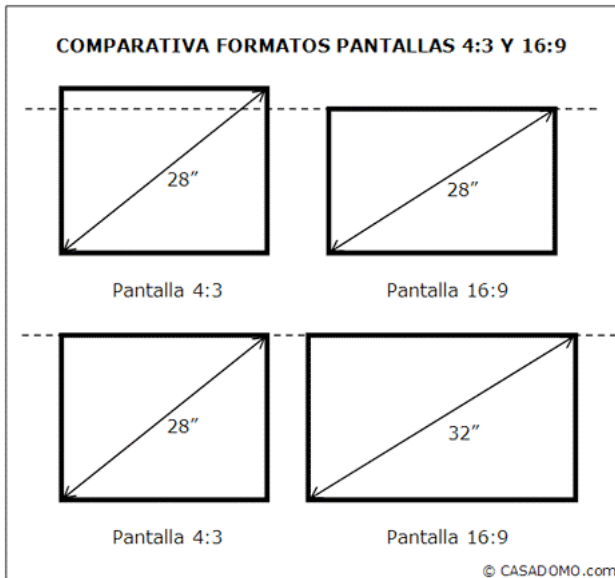 COMPARATIVA FORMATOS PANTALLAS 4:3 Y 16:9
28” 28”
Pantalla 4:3 Pantalla 16:9
28” 32”
Pantalla 4:3 Pantalla 16:9
© CASADOMO.com